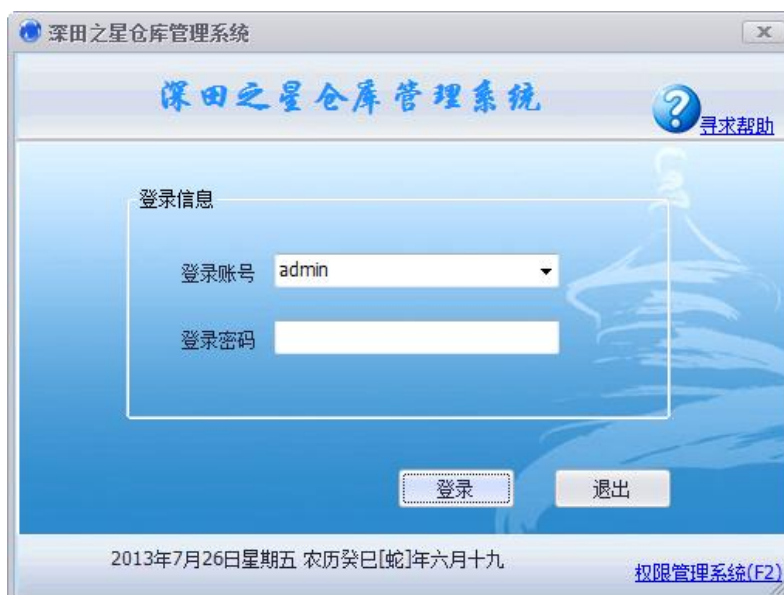 深田之星仓库管理系统
深田之星仓库管理系统
寻求帮助
登录信息
登录账号 admin
登录密码
登录 退出
2013年7月26日星期五 农历癸巳[蛇]年六月十九
权限管理系统(F2)